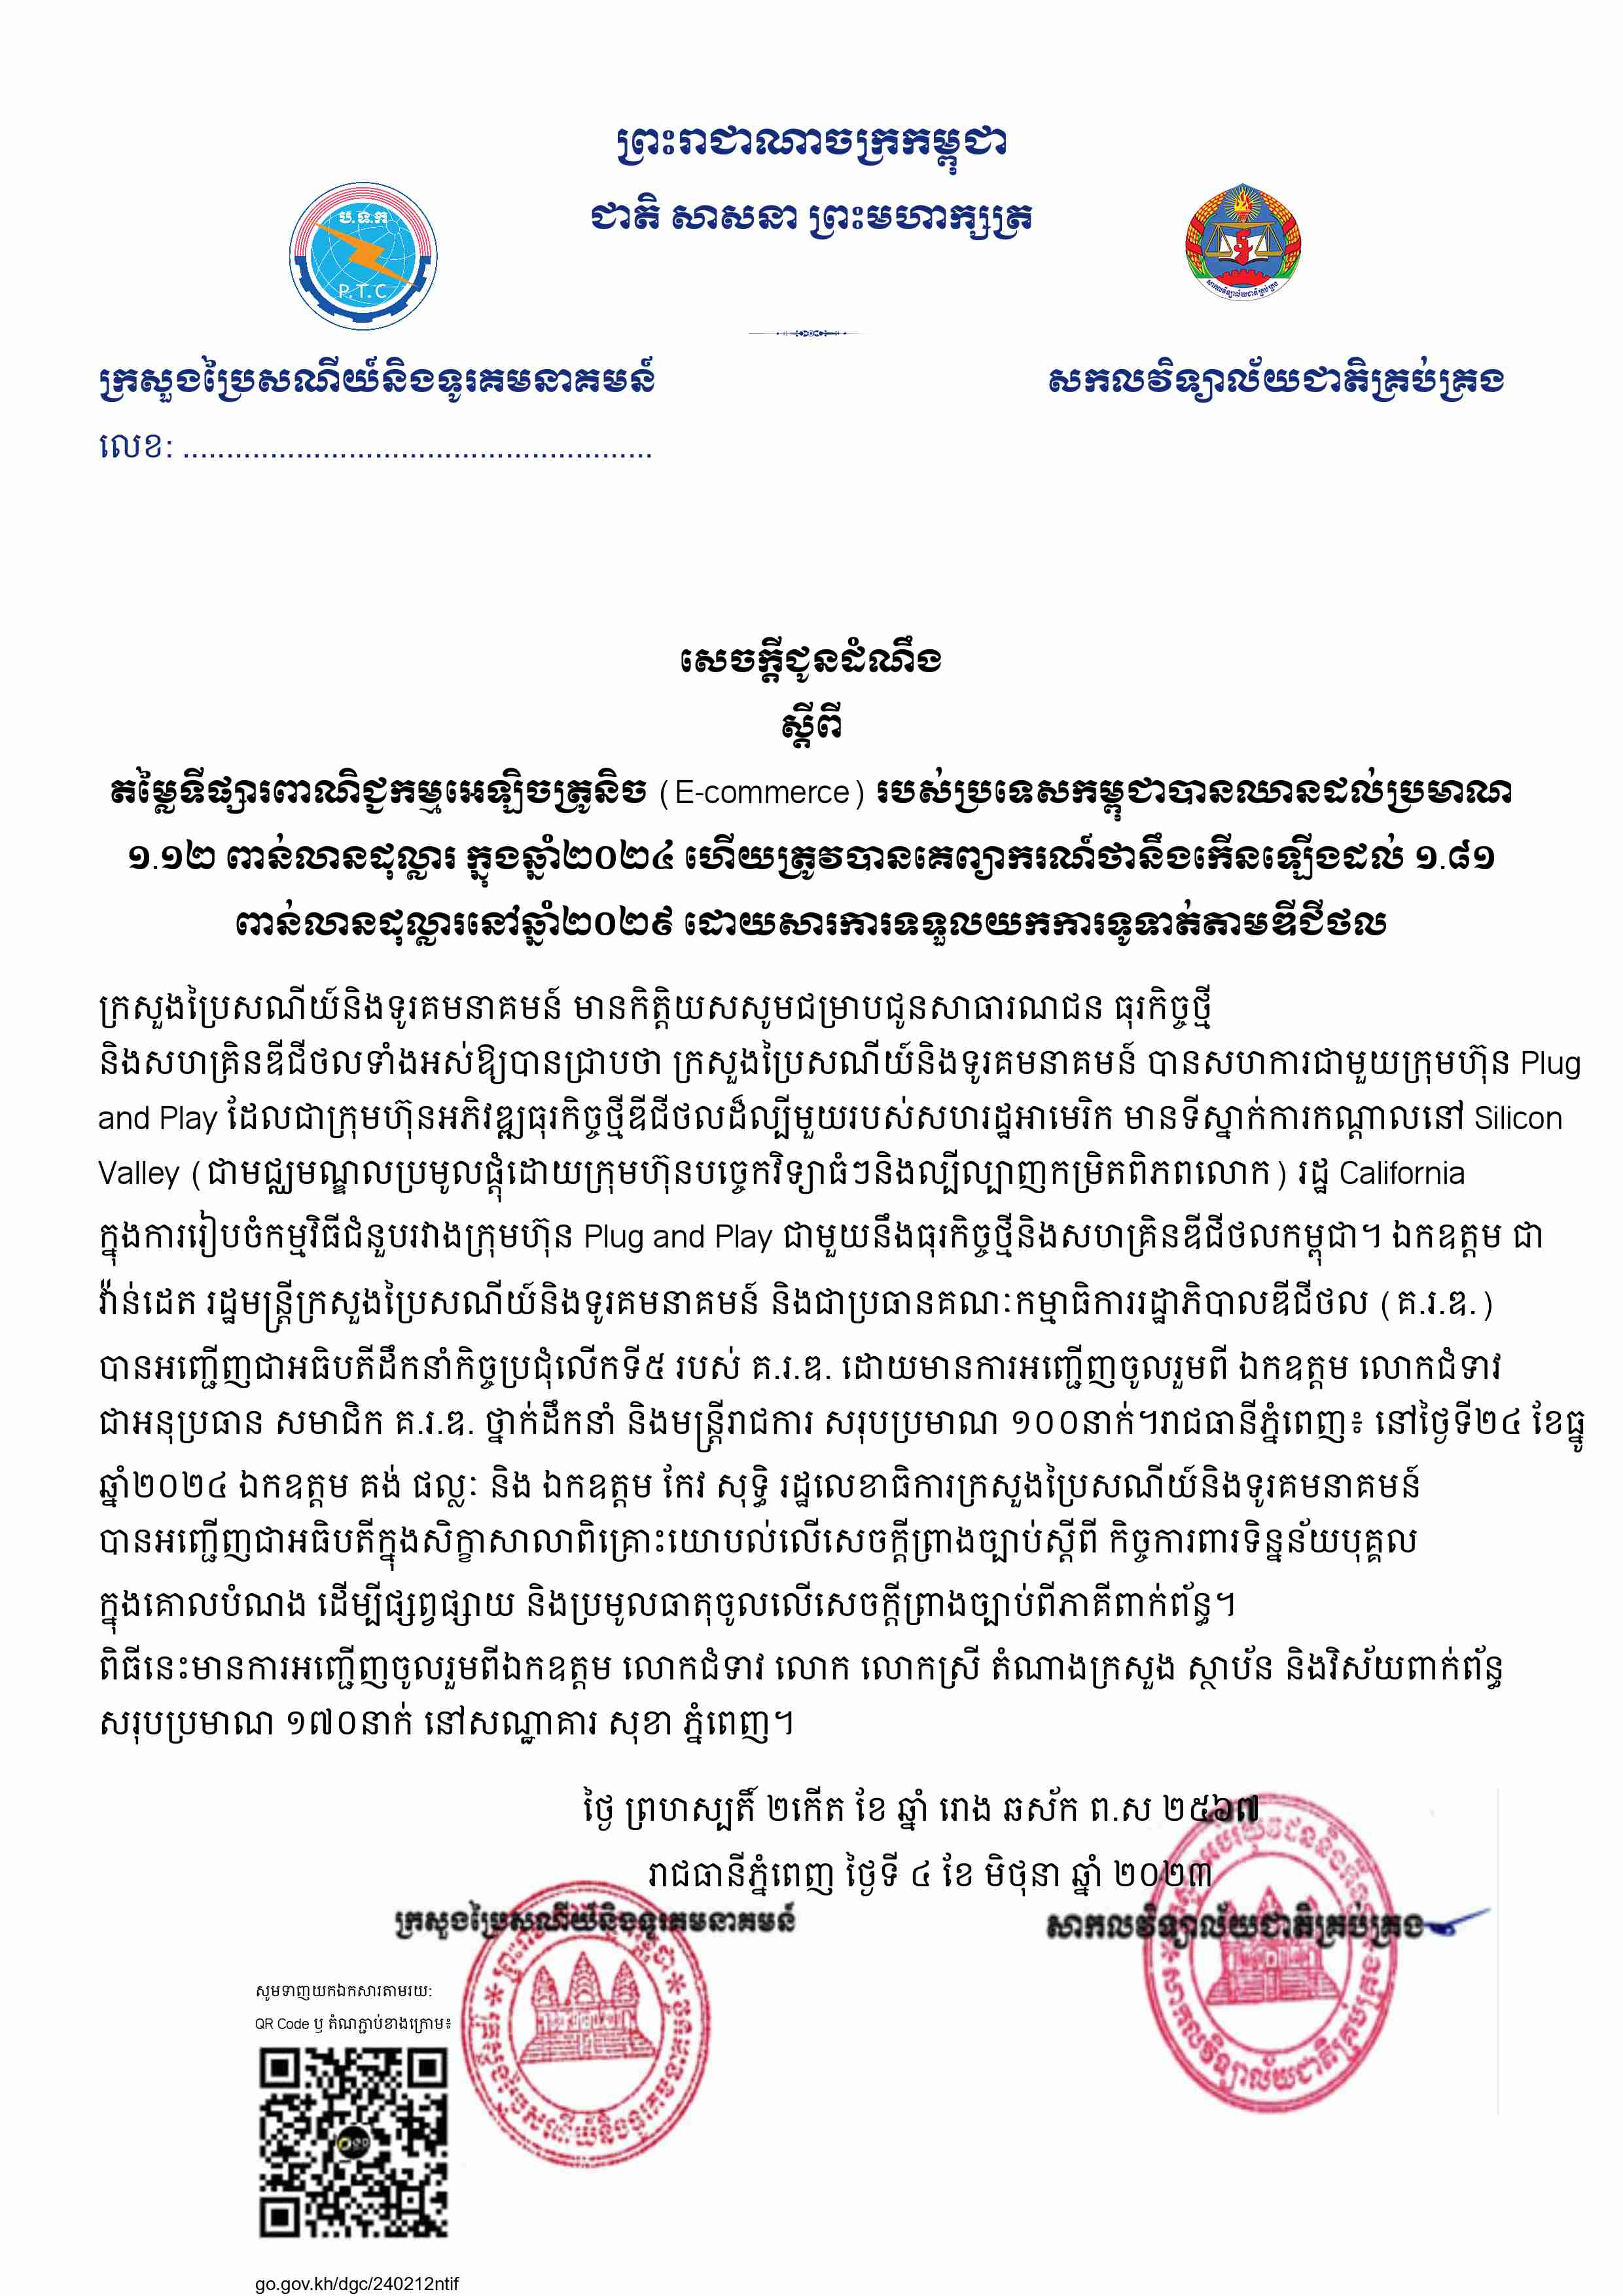 ព្រះរាជាណាចក្រកម្ពុជា
ជាតិ សាសនា ព្រះមហាក្សត្រ
ប.ទ.ក
P.T.C
សាកលវិទ្យាល័យជាតិគ្រប់គ្រង
ក្រសួងប្រៃសណីយ៍និងទូរគមនាគមន៍
សកលវិទ្យាល័យជាតិគ្រប់គ្រង
លេខ: ......................................................
សេចក្តីជូនដំណឹង
ស្តីពី
តម្លៃទីផ្សារពាណិជ្ជកម្មអេឡិចត្រូនិច (E-commerce) របស់ប្រទេសកម្ពុជាបានឈានដល់ប្រមាណ
១.១២ ពាន់លានដុល្លារ ក្នុងឆ្នាំ២០២៤ ហើយត្រូវបានគេព្យាករណ៍ថានឹងកើនឡើងដល់ ១.៨១
ពាន់លានដុល្លារនៅឆ្នាំ២០២៩ ដោយសារការទទួលយកការទូទាត់តាមឌីជីថល
ក្រសួងប្រៃសណីយ៍និងទូរគមនាគមន៍ មានកិត្តិយសសូមជម្រាបជូនសាធារណជន ធុរកិច្ចថ្មី
និងសហគ្រិនឌីជីថលទាំងអស់ឱ្យបានជ្រាបថា ក្រសួងប្រៃសណីយ៍និងទូរគមនាគមន៍ បានសហការជាមួយក្រុមហ៊ុន Plug
and Play ដែលជាក្រុមហ៊ុនអភិវឌ្ឍធុរកិច្ចថ្មីឌីជីថលដ៏ល្បីមួយរបស់សហរដ្ឋអាមេរិក មានទីស្នាក់ការកណ្តាលនៅ Silicon
Valley (ជាមជ្ឈមណ្ឌលប្រមូលផ្តុំដោយក្រុមហ៊ុនបច្ចេកវិទ្យាធំៗនិងល្បីល្បាញកម្រិតពិភពលោក) រដ្ឋ California
ក្នុងការរៀបចំកម្មវិធីជំនួបរវាងក្រុមហ៊ុន Plug and Play ជាមួយនឹងធុរកិច្ចថ្មីនិងសហគ្រិនឌីជីថលកម្ពុជា។ ឯកឧត្តម ជា
វ៉ាន់ដេត រដ្ឋមន្ត្រីក្រសួងប្រៃសណីយ៍និងទូរគមនាគមន៍ និងជាប្រធានគណៈកម្មាធិការរដ្ឋាភិបាលឌីជីថល (គ.រ.ឌ.)
បានអញ្ជើញជាអធិបតីដឹកនាំកិច្ចប្រជុំលើកទី៥ របស់ គ.រ.ឌ. ដោយមានការអញ្ជើញចូលរួមពី ឯកឧត្តម លោកជំទាវ
ជាអនុប្រធាន សមាជិក គ.រ.ឌ. ថ្នាក់ដឹកនាំ និងមន្ត្រីរាជការ សរុបប្រមាណ ១០០នាក់។រាជធានីភ្នំពេញ៖ នៅថ្ងៃទី២៤ ខែធ្នូ
ឆ្នាំ២០២៤ ឯកឧត្តម គង់ ផល្លៈ និង ឯកឧត្តម កែវ សុទ្ធិ រដ្ឋលេខាធិការក្រសួងប្រៃសណីយ៍និងទូរគមនាគមន៍
បានអញ្ជើញជាអធិបតីក្នុងសិក្ខាសាលាពិគ្រោះយោបល់លើសេចក្តីព្រាងច្បាប់ស្តីពី កិច្ចការពារទិន្នន័យបុគ្គល
ក្នុងគោលបំណង ដើម្បីផ្សព្វផ្សាយ និងប្រមូលធាតុចូលលើសេចក្តីព្រាងច្បាប់ពីភាគីពាក់ព័ន្ធ។
ពិធីនេះមានការអញ្ជើញចូលរួមពីឯកឧត្តម លោកជំទាវ លោក លោកស្រី តំណាងក្រសួង ស្ថាប័ន និងវិស័យពាក់ព័ន្ធ
សរុបប្រមាណ ១៧០នាក់ នៅសណ្ឋាគារ សុខា ភ្នំពេញ។
ថ្ងៃ ព្រហស្បតិ៍ ២កើត ខែ ឆ្នាំ រោង ឆស័ក ព.ស ២៥៦៧
រាជធានីភ្នំពេញ ថ្ងៃទី ៤ ខែ មិថុនា ឆ្នាំ ២០២៣
ក្រសួងប្រៃសណីយ៍និងទូរគមនាគមន៍
សាកលវិទ្យាល័យជាតិគ្រប់គ្រង
ក្រសួងប្រៃសណីយ៍និងទូរគមនាគមន៍
សាកលវិទ្យាល័យជាតិគ្រប់គ្រង
សូមទាញយកឯកសារតាមរយ:
QR Code ឬ តំណភ្ជាប់ខាងក្រោម៖
go.gov.kh/dgc/240212ntif